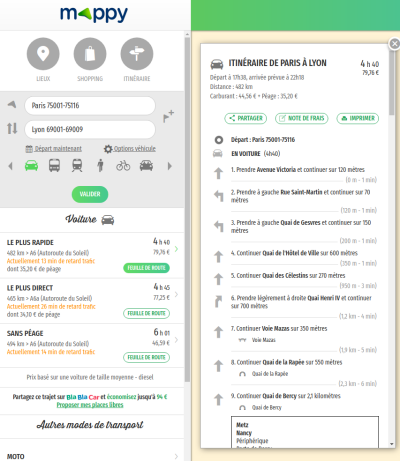 mappy
LIEUX
SHOPPING
ITINÉRAIRE
Paris 75001-75116
Lyon 69001-69009
Départ maintenant
Options véhicule
VALIDER
Voiture
LE PLUS RAPIDE
4 h 40
482 km > A6 (Autoroute du Soleil)
79,76 €
Actuellement 13 min de retard trafic
dont 35,20 € de péage
FEUILLE DE ROUTE
LE PLUS DIRECT
4 h 45
465 km > A6a (Autoroute du Soleil)
77,25 €
Actuellement 26 min de retard trafic
dont 34,10 € de péage
FEUILLE DE ROUTE
SANS PÉAGE
6 h 01
494 km > A6 (Autoroute du Soleil)
46,59 €
Actuellement 14 min de retard trafic
FEUILLE DE ROUTE
Prix basé sur une voiture de taille moyenne - diesel
Partagez ce trajet sur Bla Bla Car et économisez jusqu'à 94 €
Proposer mes places libres
Autres modes de transport
MOTO
ITINÉRAIRE DE PARIS À LYON
4 h 40
79,76 €
Départ à 17h38, arrivée prévue à 22h18
Distance : 482 km
Carburant : 44,56 € + Péage : 35,20 €
PARTAGER
NOTE DE FRAIS
IMPRIMER
Départ : Paris 75001-75116
EN VOITURE (4h40)
1. Prendre Avenue Victoria et continuer sur 120 mètres
(0 m - 1 min)
2. Prendre à gauche Rue Saint-Martin et continuer sur 70
mètres
(120 m - 1 min)
3. Prendre à gauche Quai de Gesvres et continuer sur 150
mètres
(200 m - 1 min)
4. Continuer Quai de l'Hôtel de Ville sur 600 mètres
(350 m - 1 min)
5. Continuer Quai des Célestins sur 270 mètres
(950 m - 3 min)
6. Prendre légèrement à droite Quai Henri IV et continuer
sur 700 mètres
(1,2 km - 4 min)
7. Continuer Voie Mazas sur 350 mètres
Voie Mazas
(1,9 km - 5 min)
8. Continuer Quai de la Rapée sur 550 mètres
Quai de la Rapée
(2,3 km - 6 min)
9. Continuer Quai de Bercy sur 2,1 kilomètres
Quai de Bercy
Metz
Nancy
Périphérique